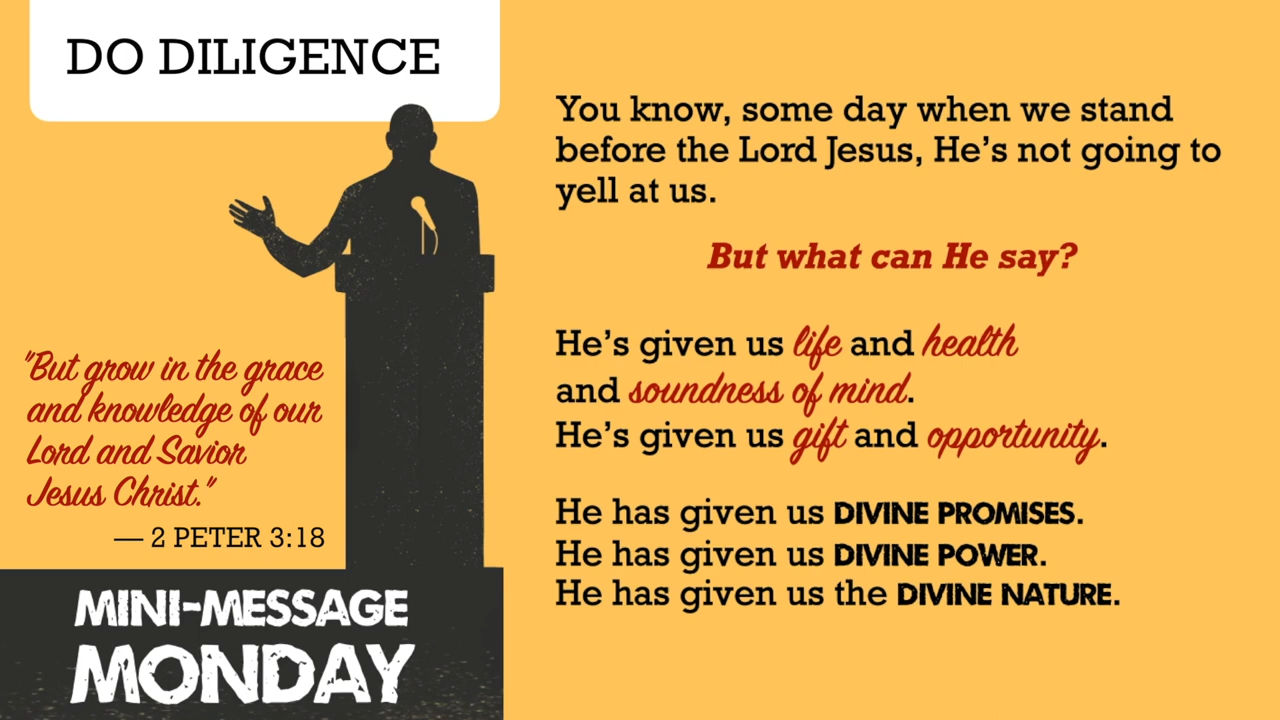 DO DILIGENCE
"But grow in the grace
and knowledge of our
Lord and Savior
Jesus Christ."
— 2 PETER 3:18
MINI-MESSAGE
MONDAY
You know, some day when we stand
before the Lord Jesus, He's not going to
yell at us.
But what can He say?
He's given us life and health
and soundness of mind.
He's given us gift and opportunity.
He has given us DIVINE PROMISES.
He has given us DIVINE POWER.
He has given us the DIVINE NATURE.